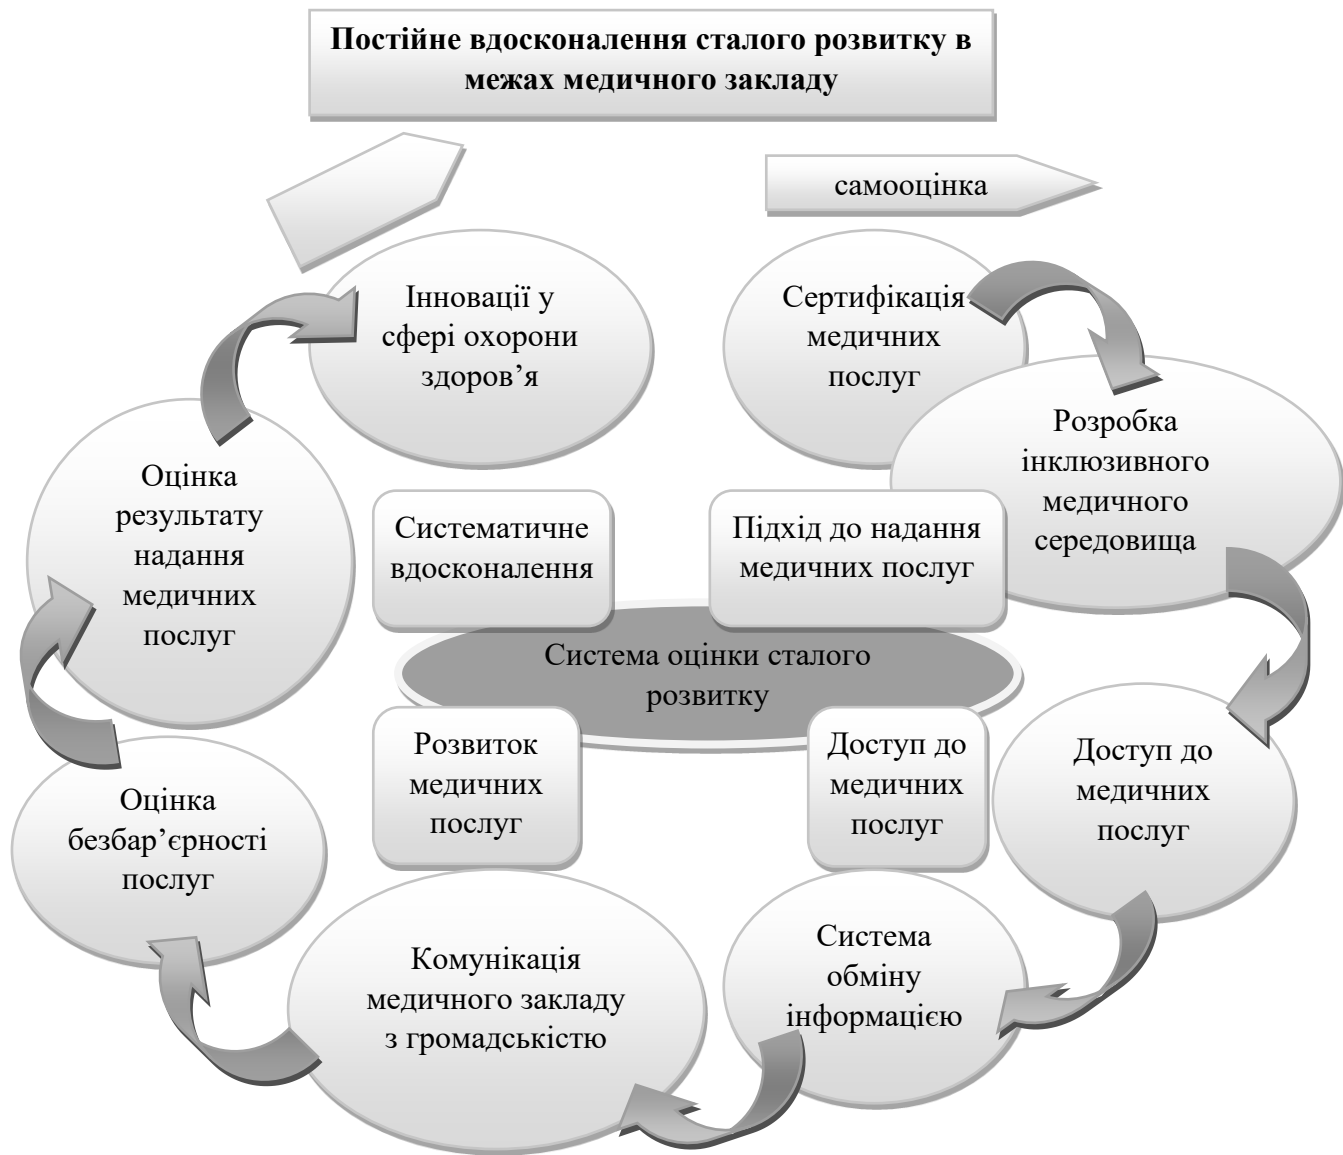 Постійне вдосконалення сталого розвитку в
межах медичного закладу
самооцінка
Інновації у
сфері охорони
здоров’я
Сертифікація
медичних
послуг
Розробка
інклюзивного
медичного
середовища
Оцінка
результату
надання
медичних
послуг
Систематичне
вдосконалення
Підхід до надання
медичних послуг
Система оцінки сталого
розвитку
Розвиток
медичних
послуг
Доступ до
медичних
послуг
Доступ до
медичних
послуг
Оцінка
безбар’єрності
послуг
Комунікація
медичного закладу
з громадськістю
Система
обміну
інформацією